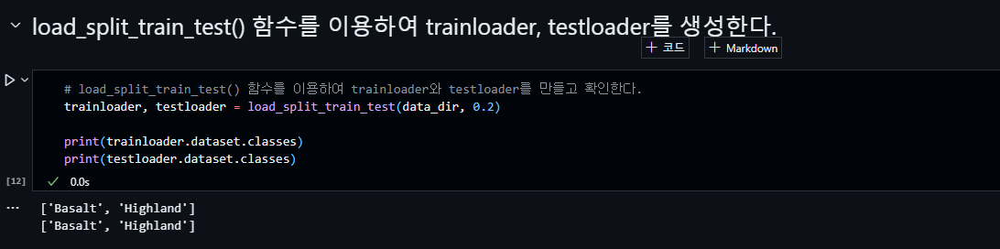 load_split_train_test() 함수를 이용하여 trainloader, testloader를 생성한다.
+ 코드
+ Markdown
# load_split_train_test() 함수를 이용하여 trainloader와 testloader를 만들고 확인한다.
trainloader, testloader = load_split_train_test(data_dir, 0.2)
print(trainloader.dataset.classes)
print(testloader.dataset.classes)
[12]
0.0s
['Basalt', 'Highland']
['Basalt', 'Highland']